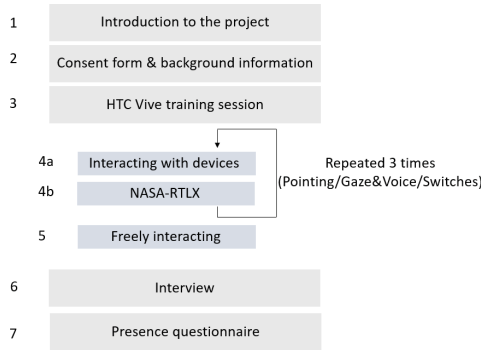 1 Introduction to the project
2 Consent form & background information
3 HTC Vive training session
4a Interacting with devices
4b NASA-RTLX
Repeated 3 times
(Pointing/Gaze&Voice/Switches)
5 Freely interacting
6 Interview
7 Presence questionnaire